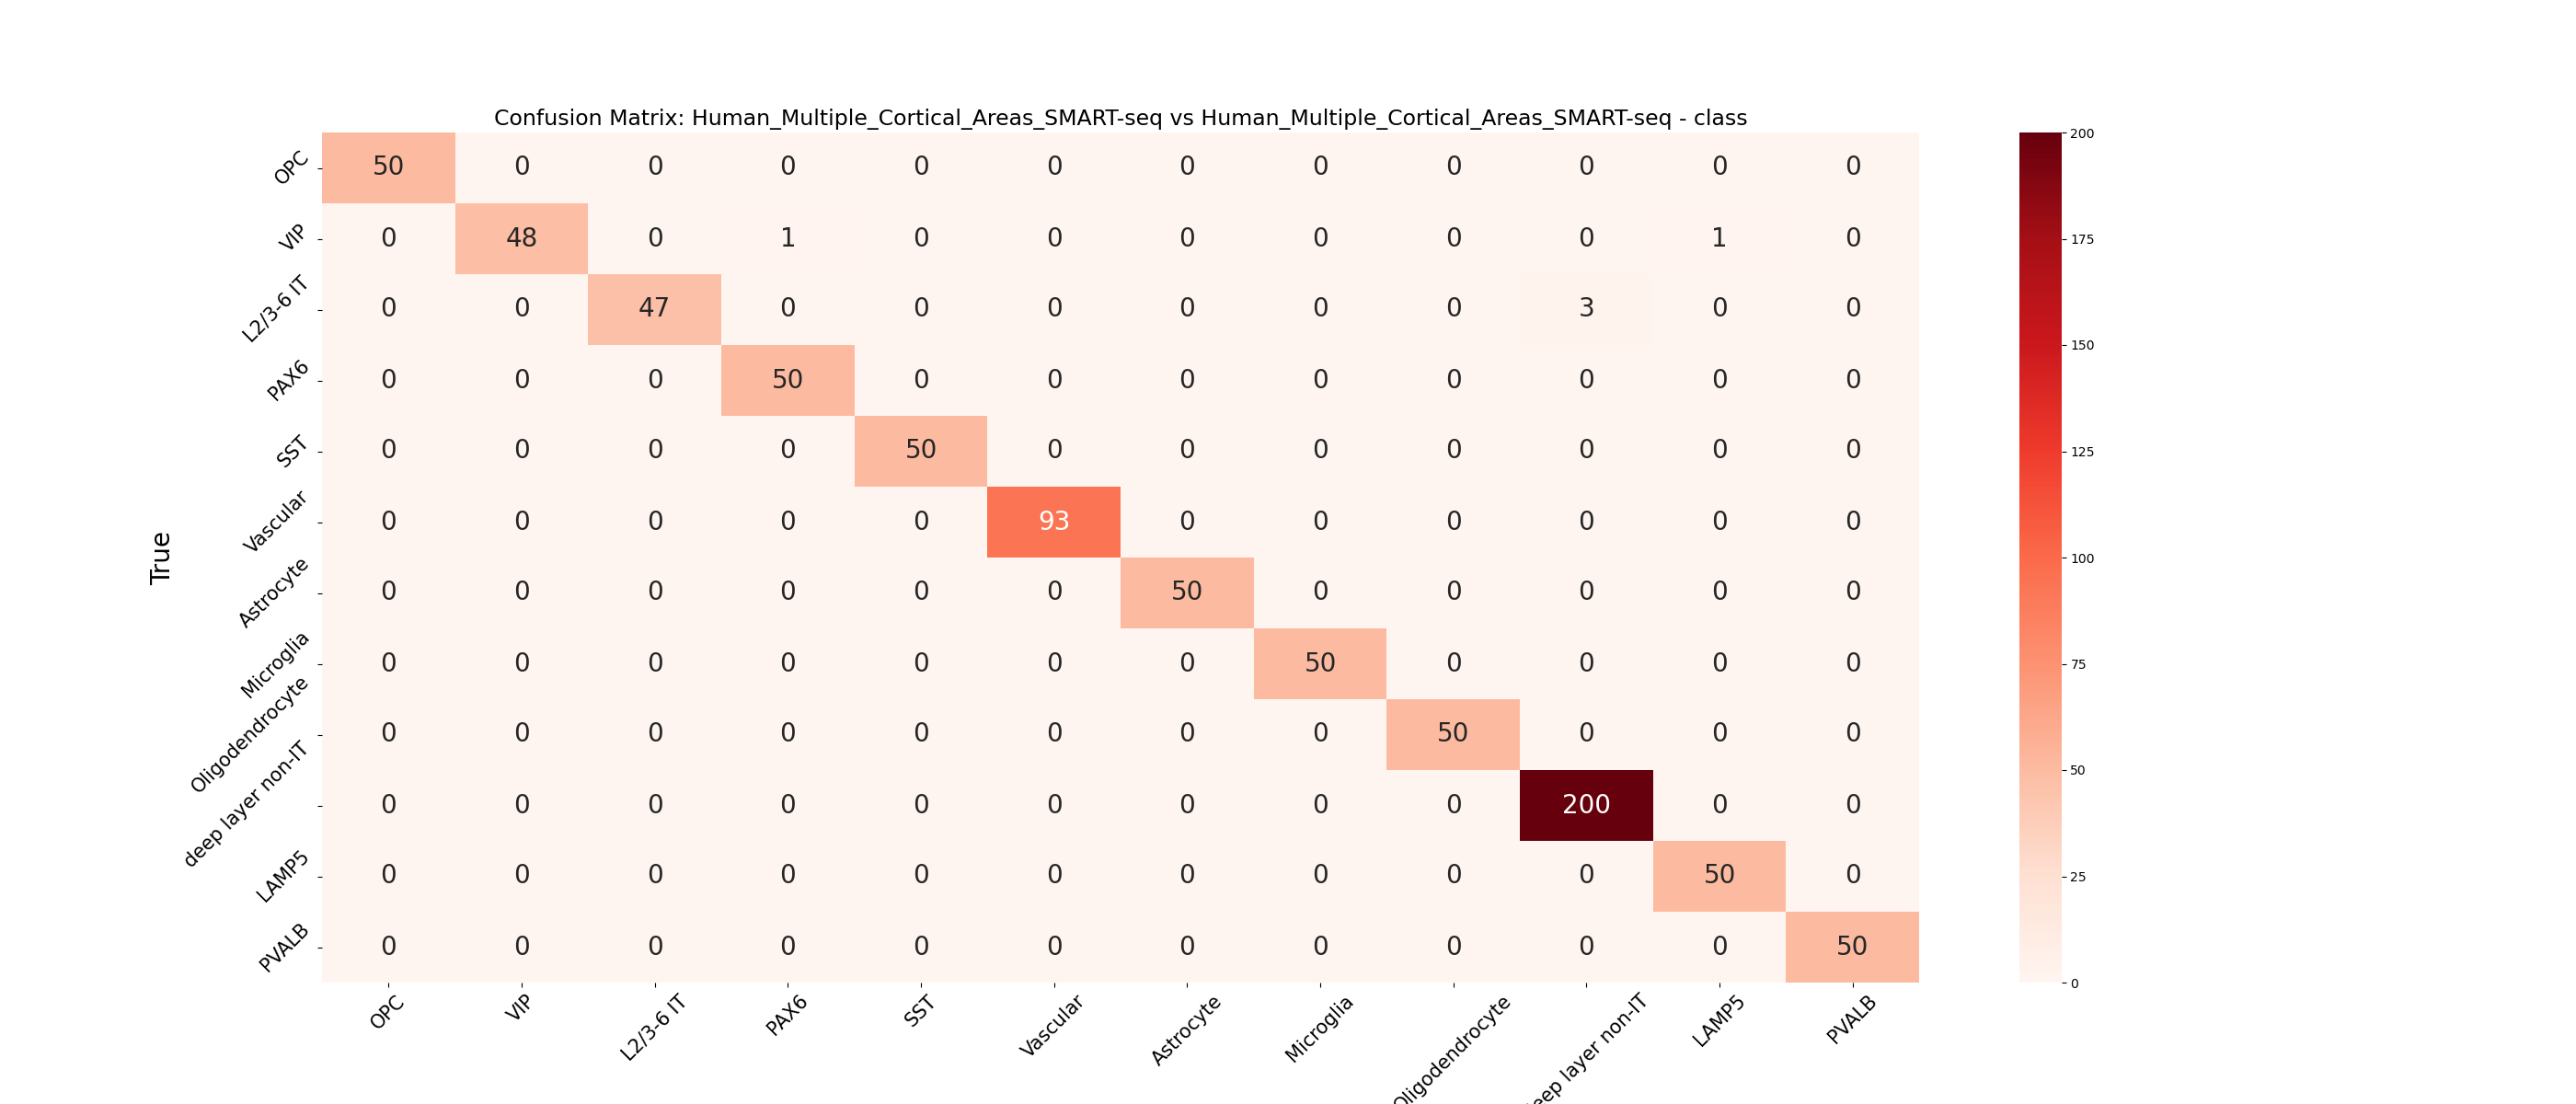 Confusion Matrix: Human_Multiple_Cortical_Areas_SMART-seq vs Human_Multiple_Cortical_Areas_SMART-seq - class
True
OPC 50 0 0 0 0 0 0 0 0 0 0 0
VIP 0 48 0 1 0 0 0 0 0 0 1 0
L2/3-6 IT 0 0 47 0 0 0 0 0 0 3 0 0
PAX6 0 0 0 50 0 0 0 0 0 0 0 0
SST 0 0 0 0 50 0 0 0 0 0 0 0
Vascular 0 0 0 0 0 93 0 0 0 0 0 0
Astrocyte 0 0 0 0 0 0 50 0 0 0 0 0
Microglia 0 0 0 0 0 0 0 50 0 0 0 0
Oligodendrocyte 0 0 0 0 0 0 0 0 50 0 0 0
deep layer non-IT 0 0 0 0 0 0 0 0 0 200 0 0
LAMP5 0 0 0 0 0 0 0 0 0 0 50 0
PVALB 0 0 0 0 0 0 0 0 0 0 0 50
OPC VIP L2/3-6 IT PAX6 SST Vascular Astrocyte Microglia Oligodendrocyte eep layer non-IT LAMP5 PVALB
200
175
150
125
100
75
50
25
0